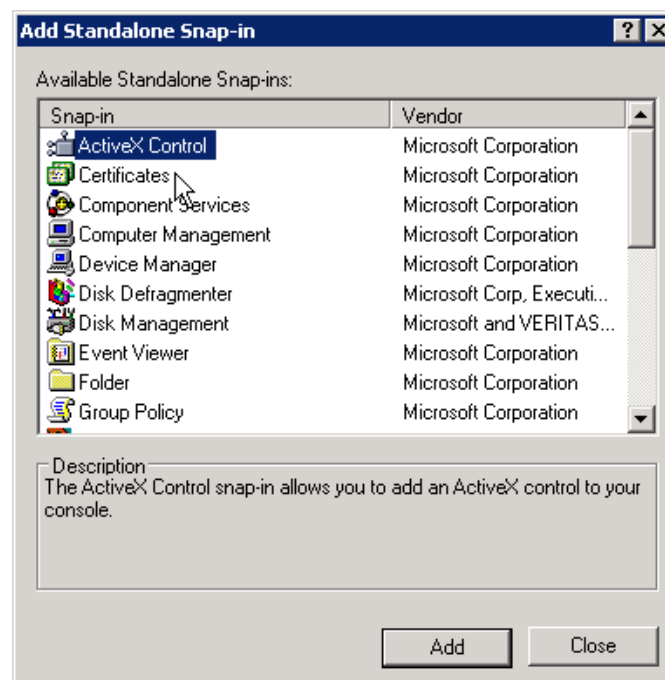 Add Standalone Snap-in
Available Standalone Snap-ins:
Snap-in Vendor
ActiveX Control Microsoft Corporation
Certificates Microsoft Corporation
Component Services Microsoft Corporation
Computer Management Microsoft Corporation
Device Manager Microsoft Corporation
Disk Defragmenter Microsoft Corp, Executi...
Disk Management Microsoft and VERITAS...
Event Viewer Microsoft Corporation
Folder Microsoft Corporation
Group Policy Microsoft Corporation
Description
The ActiveX Control snap-in allows you to add an ActiveX control to your
console.
Add Close